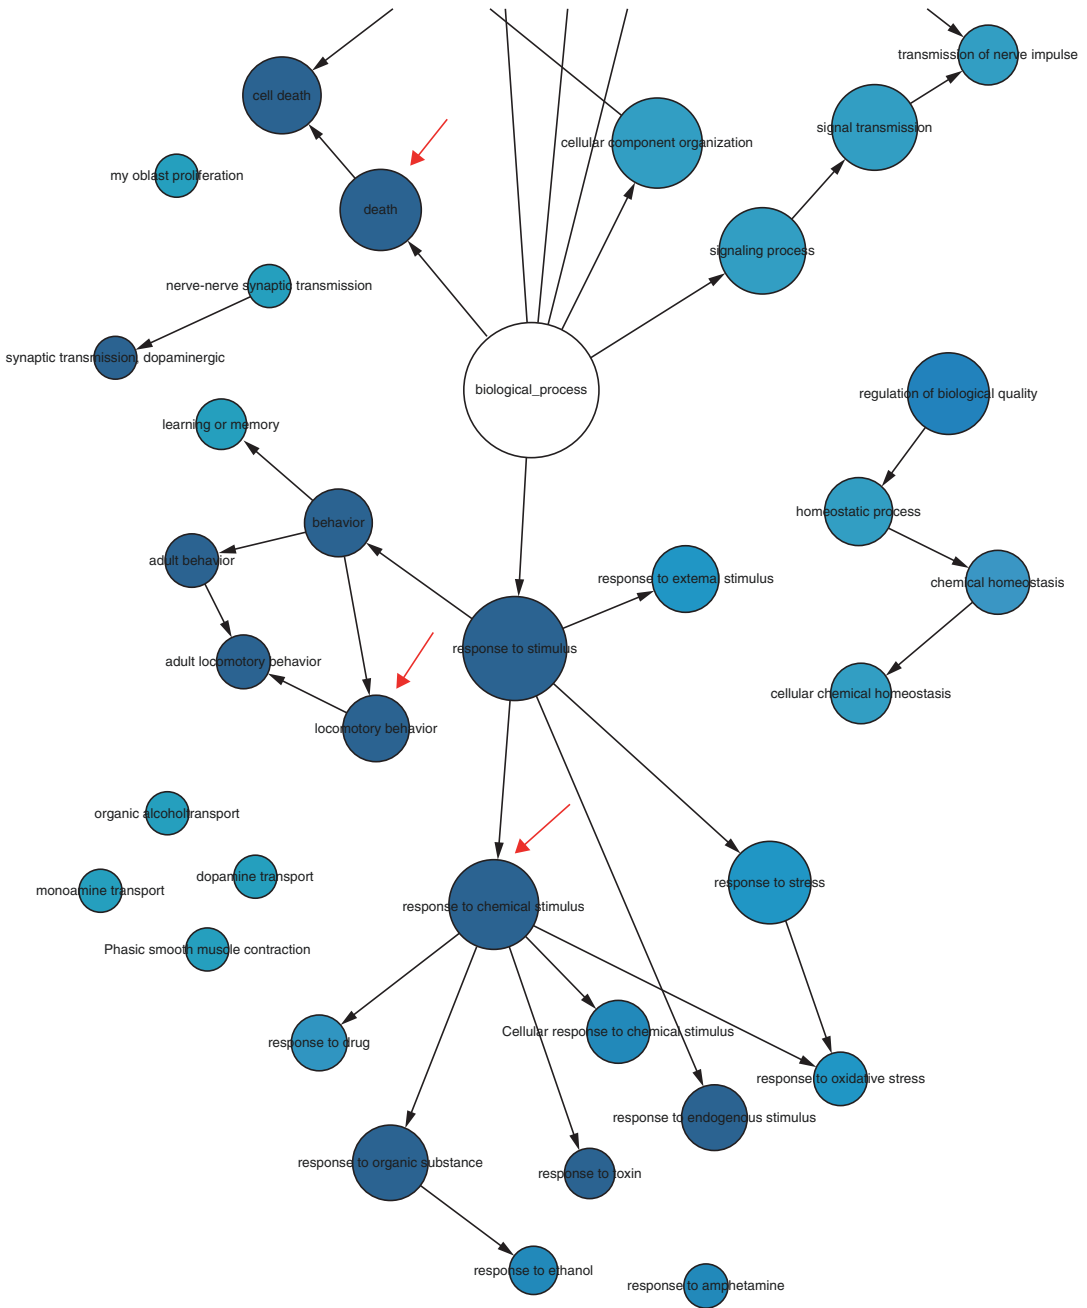 transmission of nerve impulse
cell death
signal transmission
cellular component organization
my oblast proliferation
death
signaling process
nerve-nerve synaptic transmission
synaptic transmission, dopaminergic
biological_process
regulation of biological quality
learning or memory
homeostatic process
behavior
adult behavior
response to external stimulus
chemical homeostasis
response to stimulus
adult locomotory behavior
cellular chemical homeostasis
locomotory behavior
organic alcoholtransport
dopamine transport
monoamine transport
response to stress
response to chemical stimulus
Phasic smooth muscle contraction
Cellular response to chemical stimulus
response to drug
response to oxidative stress
response to endogenous stimulus
response to organic substance
response to toxin
response to ethanol
response to amphetamine